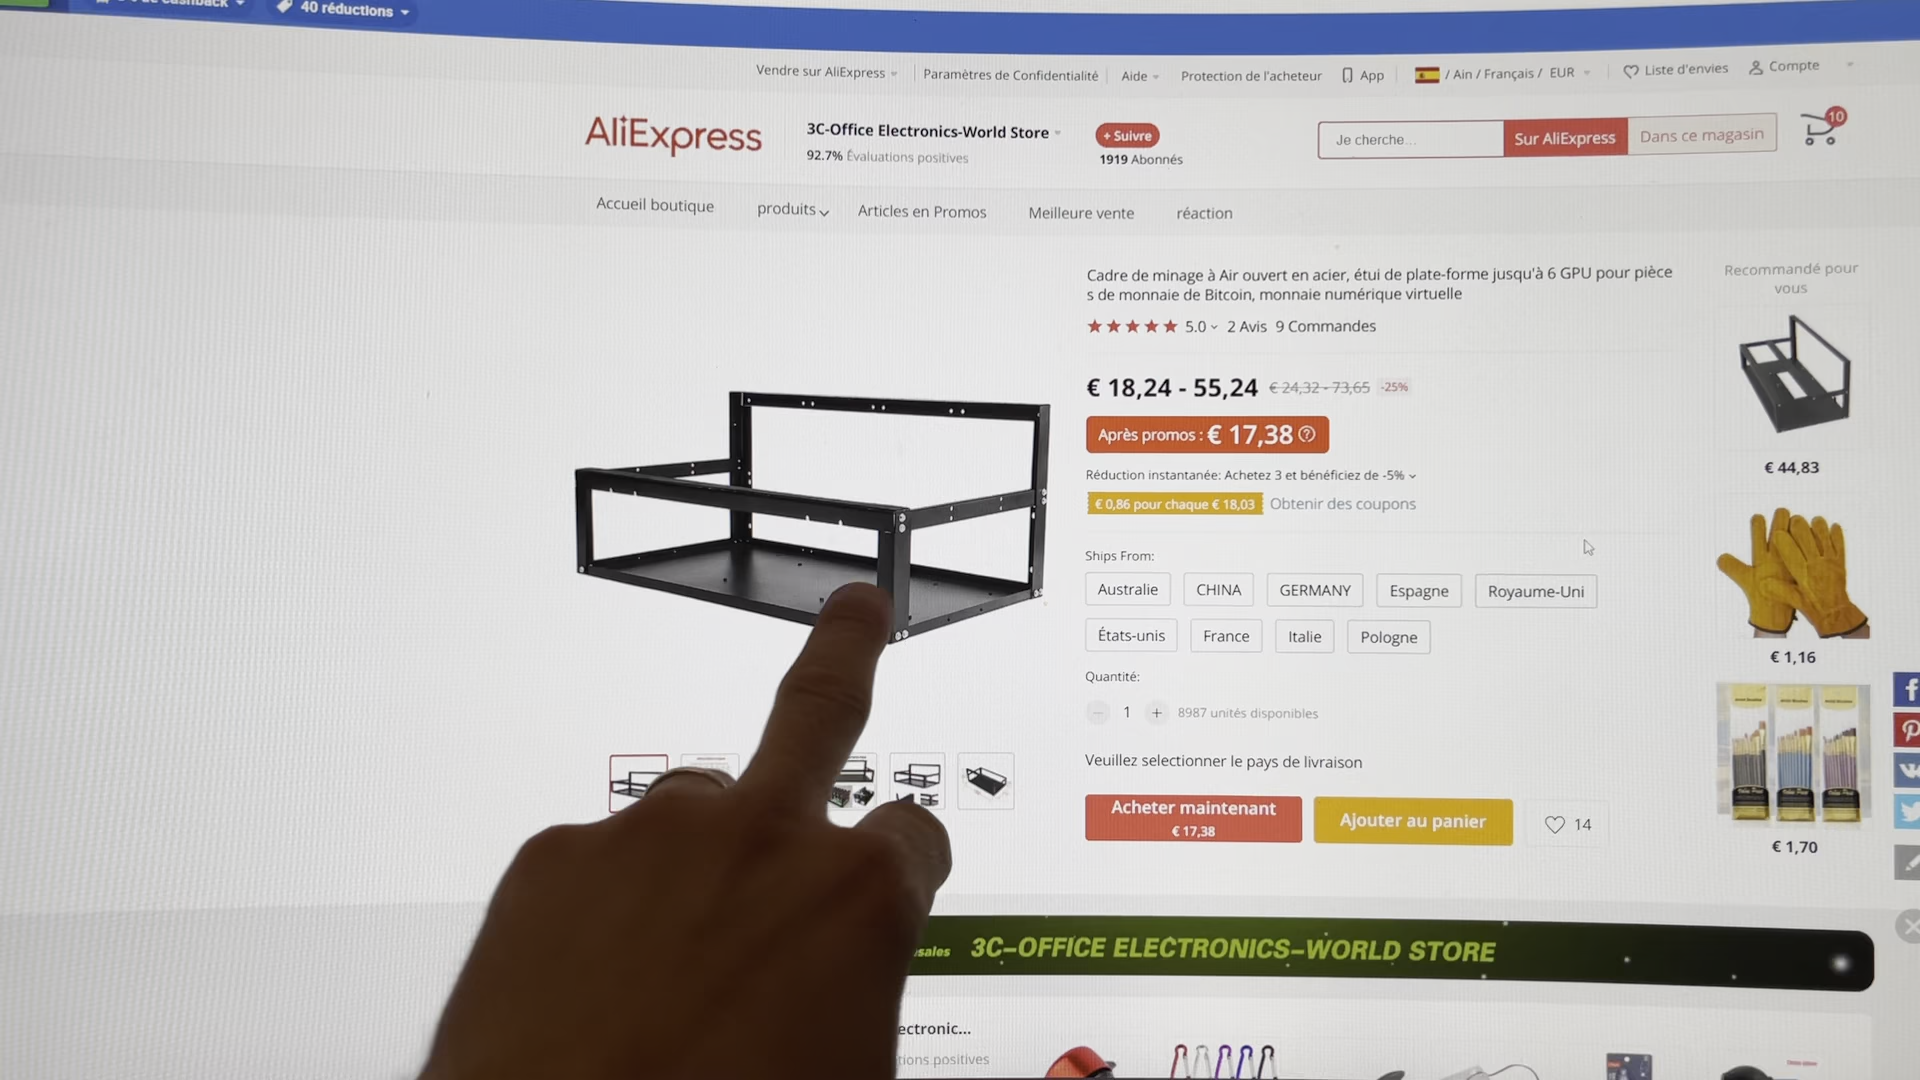 40 réductions
Vendre sur AliExpress
Paramètres de Confidentialité
Aide
Protection de l'acheteur
App
/ Ain / Français / EUR
Liste d'envies
Compte
AliExpress
3C-Office Electronics-World Store
92.7% Évaluations positives
+ Suivre
1919 Abonnés
Je cherche...
Sur AliExpress
Dans ce magasin
10
Accueil boutique
produits
Articles en Promos
Meilleure vente
réaction
Cadre de minage à Air ouvert en acier, étui de plate-forme jusqu'à 6 GPU pour pièce
s de monnaie de Bitcoin, monnaie numérique virtuelle
5.0
2 Avis
9 Commandes
€ 18,24 - 55,24
€ 24,32 - 73,65
-25%
Après promos : € 17,38
Réduction instantanée: Achetez 3 et bénéficiez de -5%
€ 0,86 pour chaque € 18,03
Obtenir des coupons
Ships From:
Australie
CHINA
GERMANY
Espagne
Royaume-Uni
États-unis
France
Italie
Pologne
Quantité:
1
8987 unités disponibles
Veuillez selectionner le pays de livraison
Acheter maintenant
€ 17,38
Ajouter au panier
14
Recommandé pour
vous
€ 44,83
€ 1,16
€ 1,70
sales
3C-OFFICE ELECTRONICS-WORLD STORE
ectronic...
tions positives